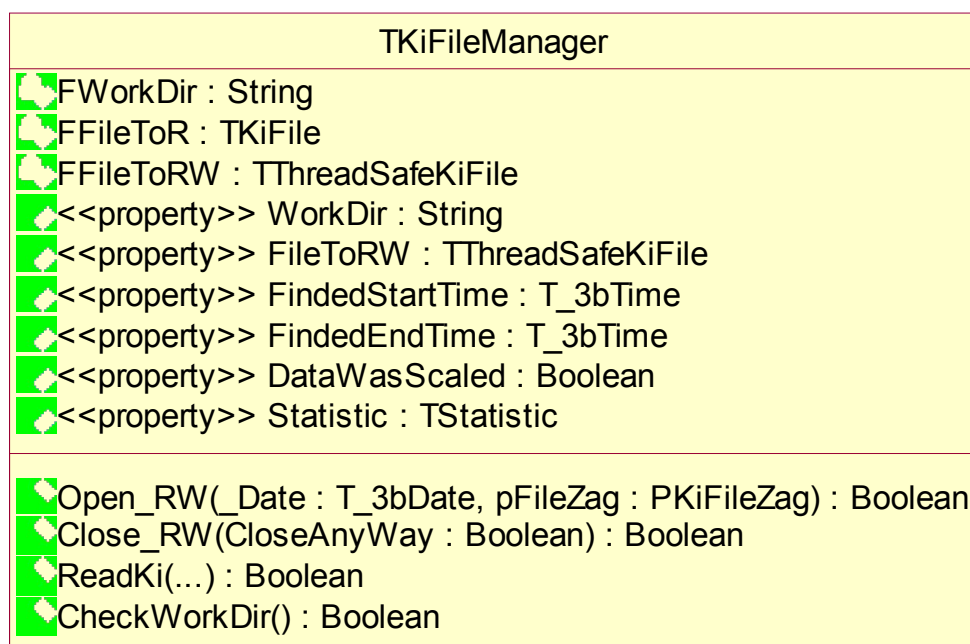 TKiFileManager
FWorkDir : String
FFileToR : TKiFile
FFileToRW : TThreadSafeKiFile
<<property>> WorkDir : String
<<property>> FileToRW : TThreadSafeKiFile
<<property>> FindedStartTime : T_3bTime
<<property>> FindedEndTime : T_3bTime
<<property>> DataWasScaled : Boolean
<<property>> Statistic : TStatistic
Open_RW(_Date : T_3bDate, pFileZag : PKiFileZag) : Boolean
Close_RW(CloseAnyWay : Boolean) : Boolean
ReadKi(...) : Boolean
CheckWorkDir() : Boolean